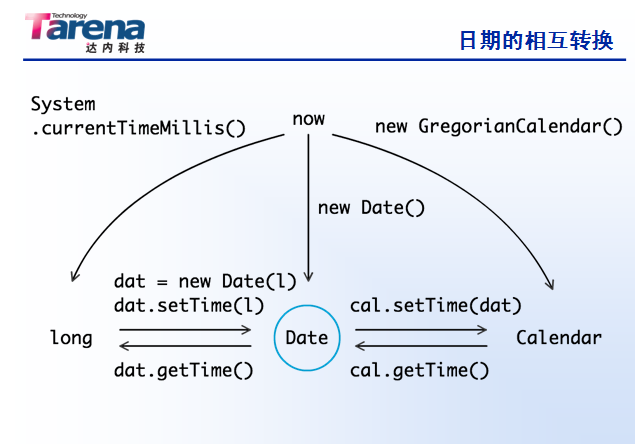 Technology
Tarena
达内科技
日期的相互转换
System
.currentTimeMillis()
now
new GregorianCalendar()
new Date()
dat = new Date(l)
dat.setTime(l)
cal.setTime(dat)
long
Date
Calendar
dat.getTime()
cal.getTime()